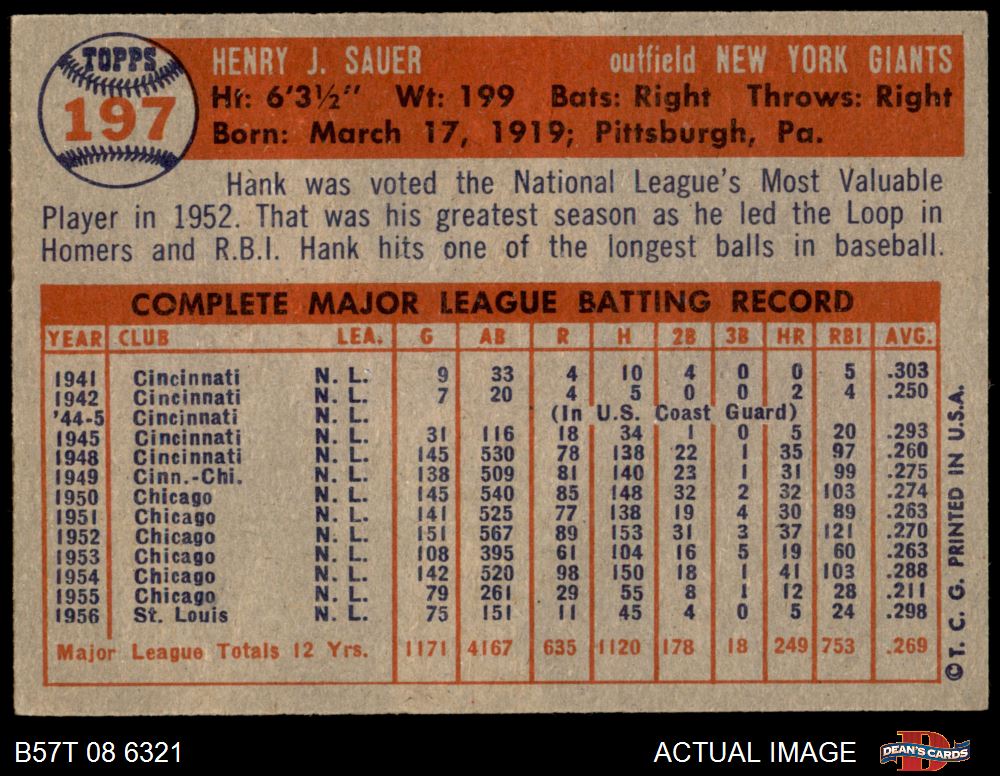 TOPPS
197
HENRY J. SAUER outfield NEW YORK GIANTS
Ht: 6'3½" Wt: 199 Bats: Right Throws: Right
Born: March 17, 1919; Pittsburgh, Pa.
Hank was voted the National League's Most Valuable
Player in 1952. That was his greatest season as he led the Loop in
Homers and R.B.I. Hank hits one of the longest balls in baseball.
COMPLETE MAJOR LEAGUE BATTING RECORD
YEAR CLUB LEA. G AB R H 2B 3B HR RBI AVG.
1941 Cincinnati N. L. 9 33 4 10 4 0 0 5 .303
1942 Cincinnati N. L. 7 20 4 5 0 0 2 4 .250
'44-5 Cincinnati N. L. (In U.S. Coast Guard)
1945 Cincinnati N. L. 31 116 18 34 1 0 5 20 .293
1948 Cincinnati N. L. 145 530 78 138 22 1 35 97 .260
1949 Cinn.-Chi. N. L. 138 509 81 140 23 1 31 99 .275
1950 Chicago N. L. 145 540 85 148 32 2 32 103 .274
1951 Chicago N. L. 141 525 77 138 19 4 30 89 .263
1952 Chicago N. L. 151 567 89 153 31 3 37 121 .270
1953 Chicago N. L. 108 395 61 104 16 5 19 60 .263
1954 Chicago N. L. 142 520 98 150 18 1 41 103 .288
1955 Chicago N. L. 79 261 29 55 8 1 12 28 .211
1956 St. Louis N. L. 75 151 11 45 4 0 5 24 .298
Major League Totals 12 Yrs. 1171 4167 635 1120 178 18 249 753 .269
©T. C. G. PRINTED IN U.S.A.
B57T 08 6321 ACTUAL IMAGE
D
DEAN'S CARDS